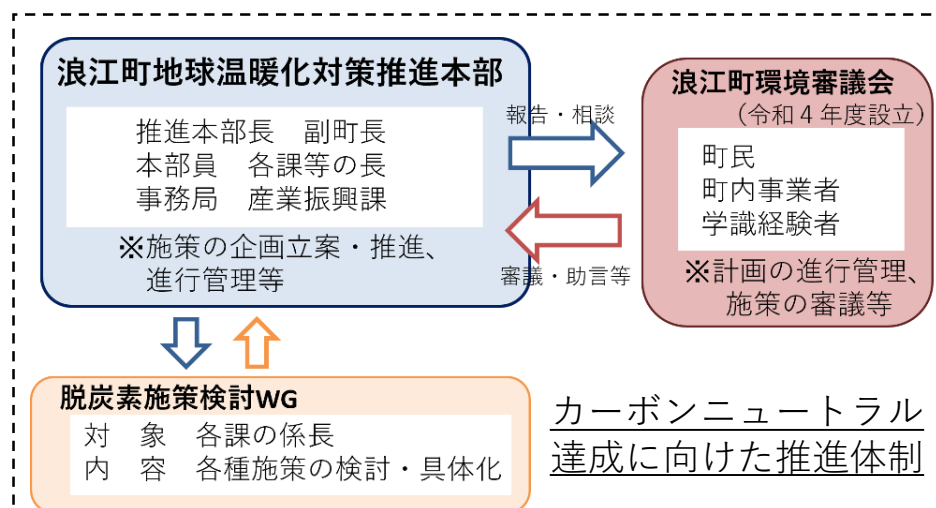 浪江町地球温暖化対策推進本部
推進本部長　副町長
本部員　各課等の長
事務局　産業振興課
※施策の企画立案・推進、
進行管理等
報告・相談
審議・助言等
浪江町環境審議会
（令和４年度設立）
町民
町内事業者
学識経験者
※計画の進行管理、
施策の審議等
脱炭素施策検討WG
対　象　各課の係長
内　容　各種施策の検討・具体化
カーボンニュートラル
達成に向けた推進体制